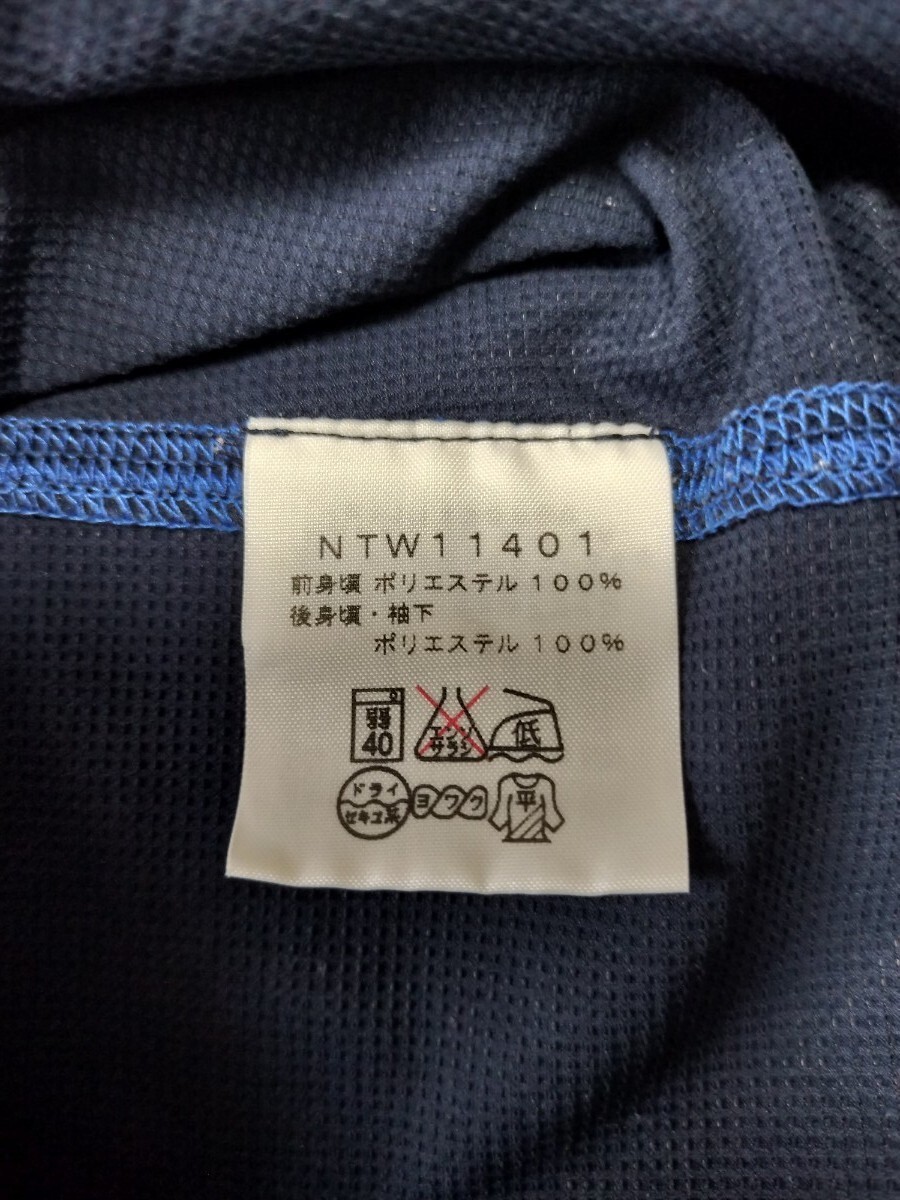 NTW11401
前身頃 ポリエステル 100%
後身頃・袖下
ポリエステル 100%
弱
40
エンソ
サラシ
低
ドライ
セキユ系
ヨワク
平